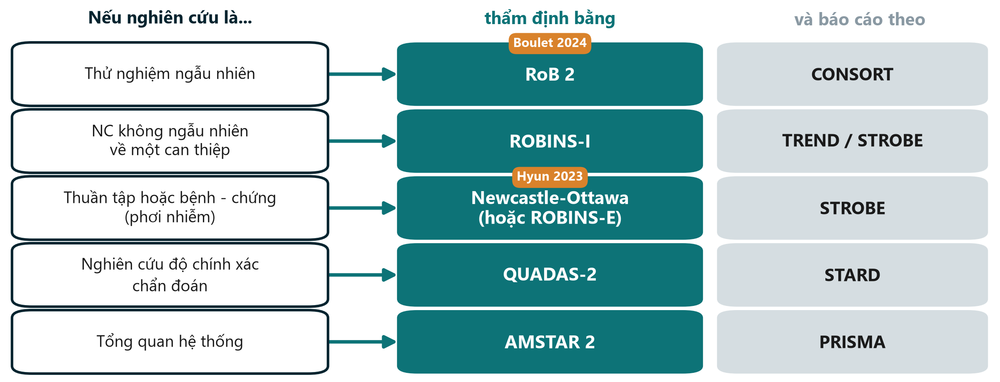 Nếu nghiên cứu là...
thẩm định bằng
và báo cáo theo
Thử nghiệm ngẫu nhiên
Boulet 2024
RoB 2
CONSORT
NC không ngẫu nhiên
về một can thiệp
ROBINS-I
TREND / STROBE
Thuần tập hoặc bệnh - chứng
(phơi nhiễm)
Hyun 2023
Newcastle-Ottawa
(hoặc ROBINS-E)
STROBE
Nghiên cứu độ chính xác
chẩn đoán
QUADAS-2
STARD
Tổng quan hệ thống
AMSTAR 2
PRISMA